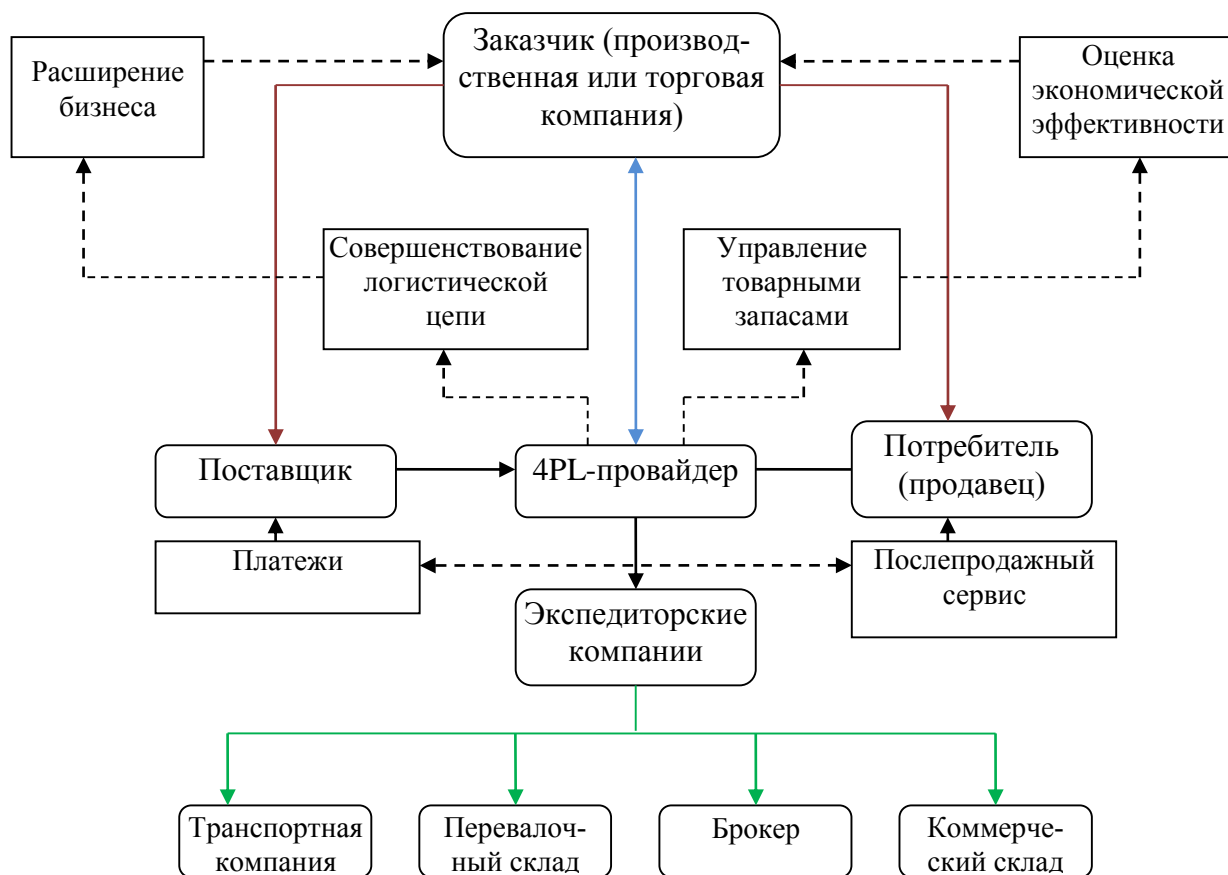 Заказчик (производ-
ственная или торговая
компания)
Расширение
бизнеса
Оценка
экономической
эффективности
Совершенствование
логистической
цепи
Управление
товарными
запасами
Поставщик
4PL-провайдер
Потребитель
(продавец)
Платежи
Послепродажный
сервис
Экспедиторские
компании
Транспортная
компания
Перевалоч-
ный склад
Брокер
Коммерче-
ский склад